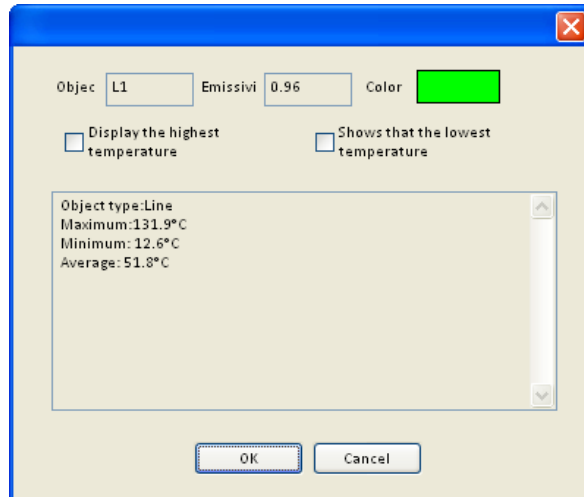 Objec L1 Emissivi 0.96 Color
Display the highest
temperature
Shows that the lowest
temperature
Object type:Line
Maximum:131.9°C
Minimum: 12.6°C
Average: 51.8°C
OK Cancel